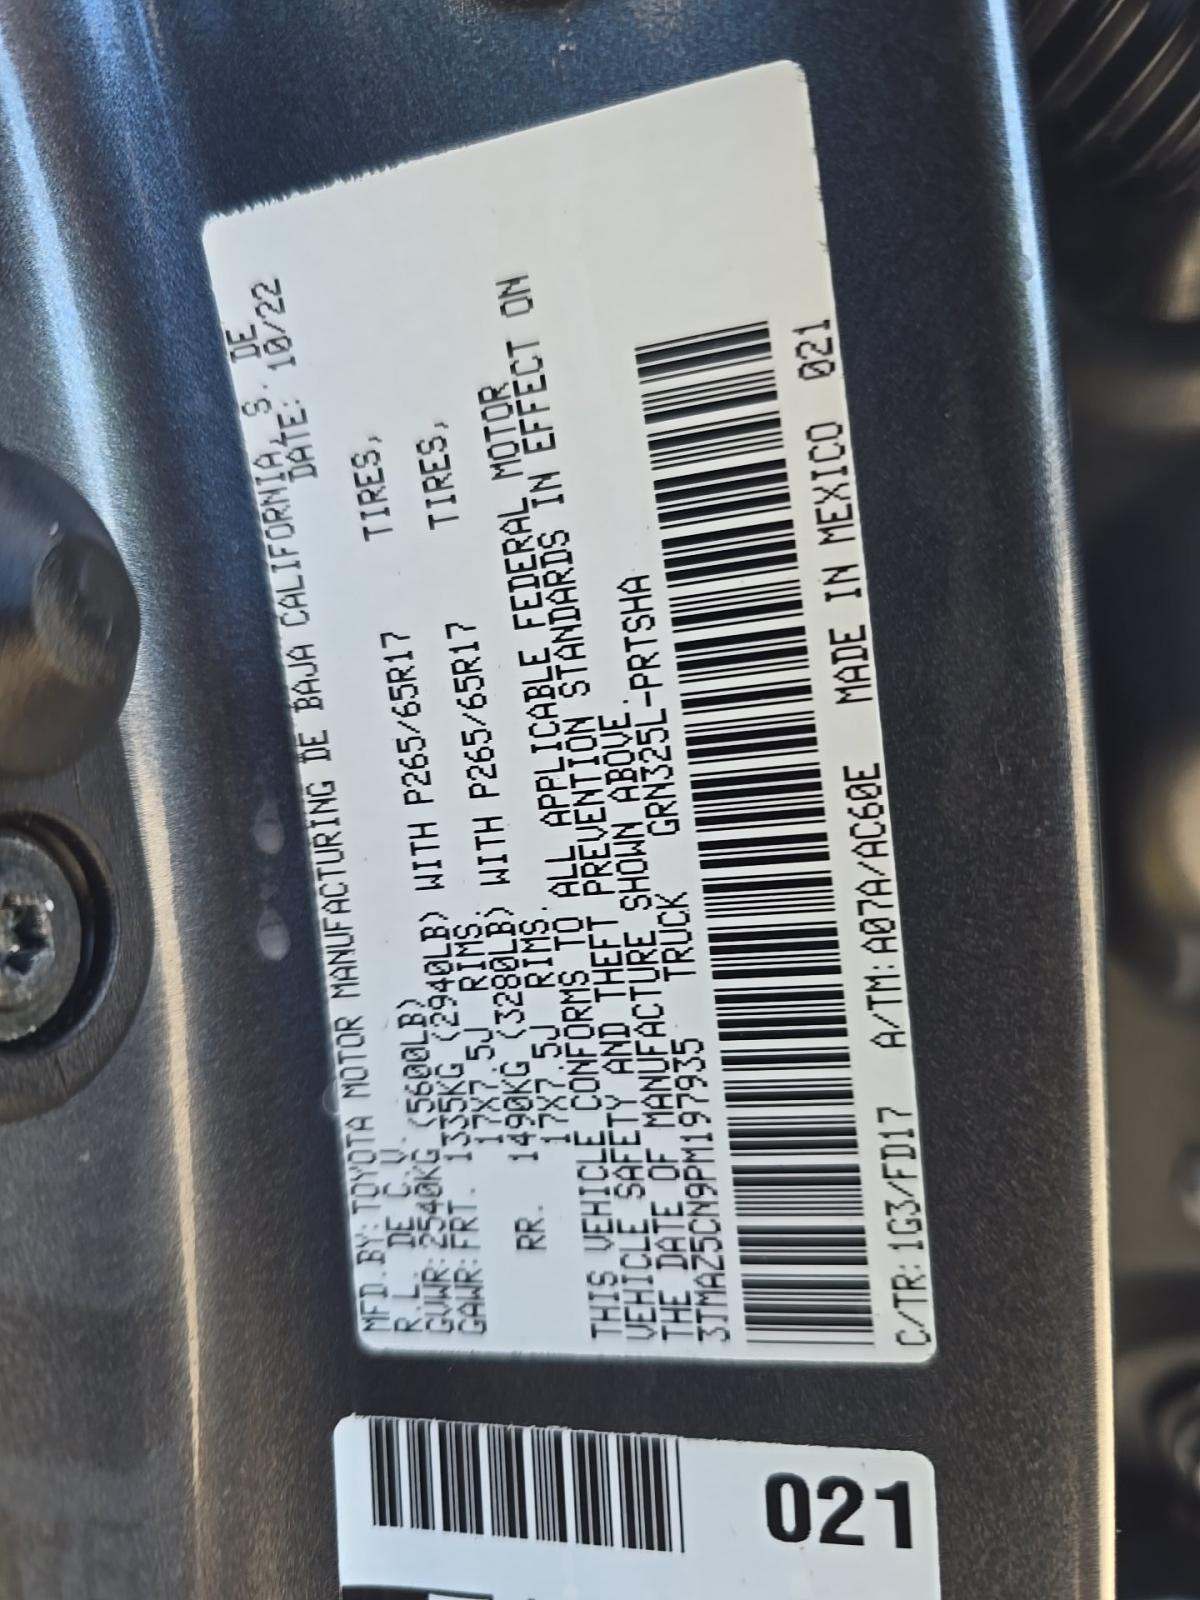 MFD.BY:TOYOTA MOTOR MANUFACTURING DE BAJA CALIFORNIA, S. DE
R.L. DE C.V. DATE: 10/22
GVWR:2540KG (5600LB)
GAWR:FRT. 1335KG (2940LB) WITH P265/65R17 TIRES,
17X7.5J RIMS.
RR. 1490KG (3280LB) WITH P265/65R17 TIRES,
17X7.5J RIMS.
THIS VEHICLE CONFORMS TO ALL APPLICABLE FEDERAL MOTOR
VEHICLE SAFETY AND THEFT PREVENTION STANDARDS IN EFFECT ON
THE DATE OF MANUFACTURE SHOWN ABOVE.
3TMAZ5CN9PM197935 TRUCK GRN325L-PRTSHA
C/TR:1G3/FD17 A/TM:A07A/AC60E MADE IN MEXICO 021
021